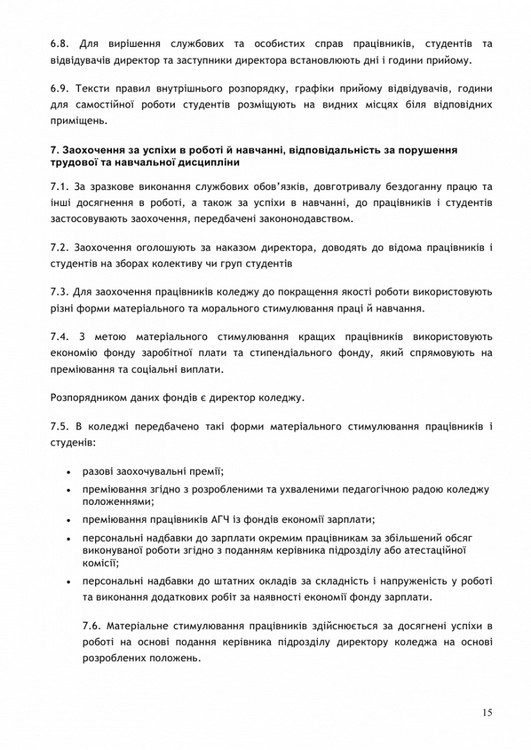 6.8. Для вирішення службових та особистих справ працівників, студентів та
відвідувачів директор та заступники директора встановлюють дні і години прийому.
6.9. Тексти правил внутрішнього розпорядку, графіки прийому відвідувачів, години
для самостійної роботи студентів розміщують на видних місцях біля відповідних
приміщень.
7. Заохочення за успіхи в роботі й навчанні, відповідальність за порушення
трудової та навчальної дисципліни
7.1. За зразкове виконання службових обов’язків, довготривалу бездоганну працю та
інші досягнення в роботі, а також за успіхи в навчанні, до працівників і студентів
застосовують заохочення, передбачені закононодавством.
7.2. Заохочення оголошують за наказом директора, доводять до відома працівників і
студентів на зборах колективу чи груп студентів
7.3. Для заохочення працівників коледжу до покращення якості роботи використовують
різні форми матеріального та морального стимулювання праці й навчання.
7.4. З метою матеріального стимулювання кращих працівників використовують
економію фонду заробітної плати та стипендіального фонду, який спрямовують на
преміювання та соціальні виплати.
Розпорядником даних фондів є директор коледжу.
7.5. В коледжі передбачено такі форми матеріального стимулювання працівників і
студенів:
• разові заохочувальні премії;
• преміювання згідно з розробленими та ухваленими педагогічною радою коледжу
положеннями;
• преміювання працівників АГЧ із фондів економії зарплати;
• персональні надбавки до зарплати окремим працівникам за збільшений обсяг
виконуваної роботи згідно з поданням керівника підрозділу або атестаційної
комісії;
• персональні надбавки до штатних окладів за складність і напруженість у роботі
та виконання додаткових робіт за наявності економії фонду зарплати.
7.6. Матеріальне стимулювання працівників здійснюється за досягнені успіхи в
роботі на основі подання керівника підрозділу директору коледжа на основі
розроблених положень.
15